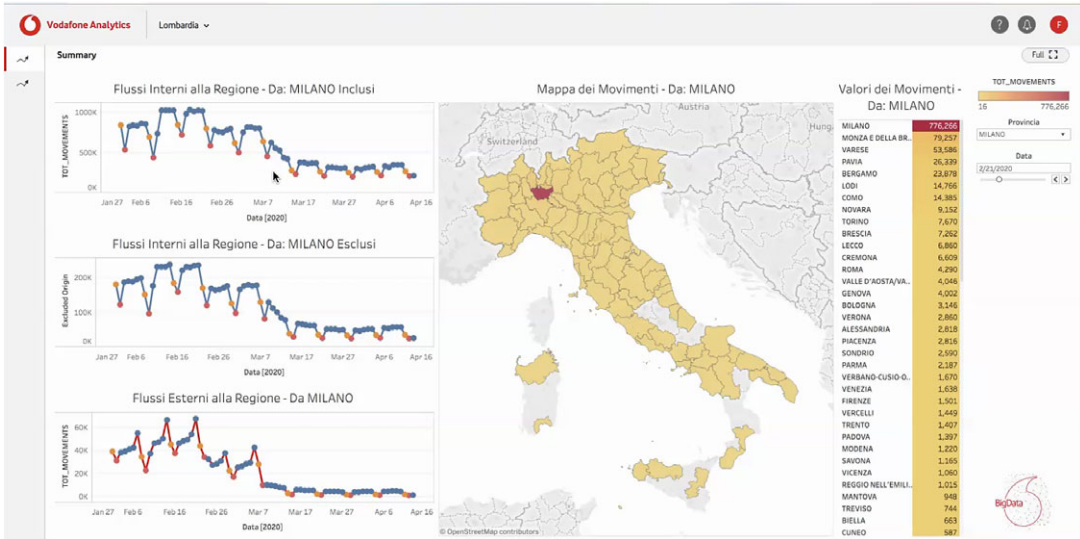 Vodafone Analytics
Lombardia
?
F
Summary
Full
Flussi Interni alla Regione - Da: MILANO Inclusi
TOT_MOVEMENTS
1000K
500K
0K
Jan 27 Feb 6 Feb 16 Feb 26 Mar 7 Mar 17 Mar 27 Apr 6 Apr 16
Data [2020]
Flussi Interni alla Regione - Da: MILANO Esclusi
Excluded Origin
200K
100K
0K
Jan 27 Feb 6 Feb 16 Feb 26 Mar 7 Mar 17 Mar 27 Apr 6 Apr 16
Data [2020]
Flussi Esterni alla Regione - Da MILANO
TOT_MOVEMENTS
60K
40K
20K
0K
Jan 27 Feb 6 Feb 16 Feb 26 Mar 7 Mar 17 Mar 27 Apr 6 Apr 16
Data [2020]
Mappa dei Movimenti - Da: MILANO
Austria
Hung
Switzerland
© OpenStreetMap contributors
Valori dei Movimenti -
Da: MILANO
MILANO 776,266
MONZA E DELLA BR.. 79,257
VARESE 53,586
PAVIA 26,339
BERGAMO 23,878
LODI 14,766
COMO 14,385
NOVARA 9,152
TORINO 7,670
BRESCIA 7,262
LECCO 6,860
CREMONA 6,609
ROMA 4,290
VALLE D'AOSTA/VA.. 4,046
GENOVA 4,002
BOLOGNA 3,146
VERONA 2,860
ALESSANDRIA 2,818
PIACENZA 2,816
SONDRIO 2,590
PARMA 2,187
VERBANO-CUSIO-O.. 1,670
VENEZIA 1,638
FIRENZE 1,501
VERCELLI 1,449
TRENTO 1,407
PADOVA 1,397
MODENA 1,220
SAVONA 1,165
VICENZA 1,060
REGGIO NELL'EMILI.. 1,015
MANTOVA 948
TREVISO 744
BIELLA 663
CUNEO 587
TOT_MOVEMENTS
16 776,266
Provincia
MILANO
Data
2/21/2020
BigData